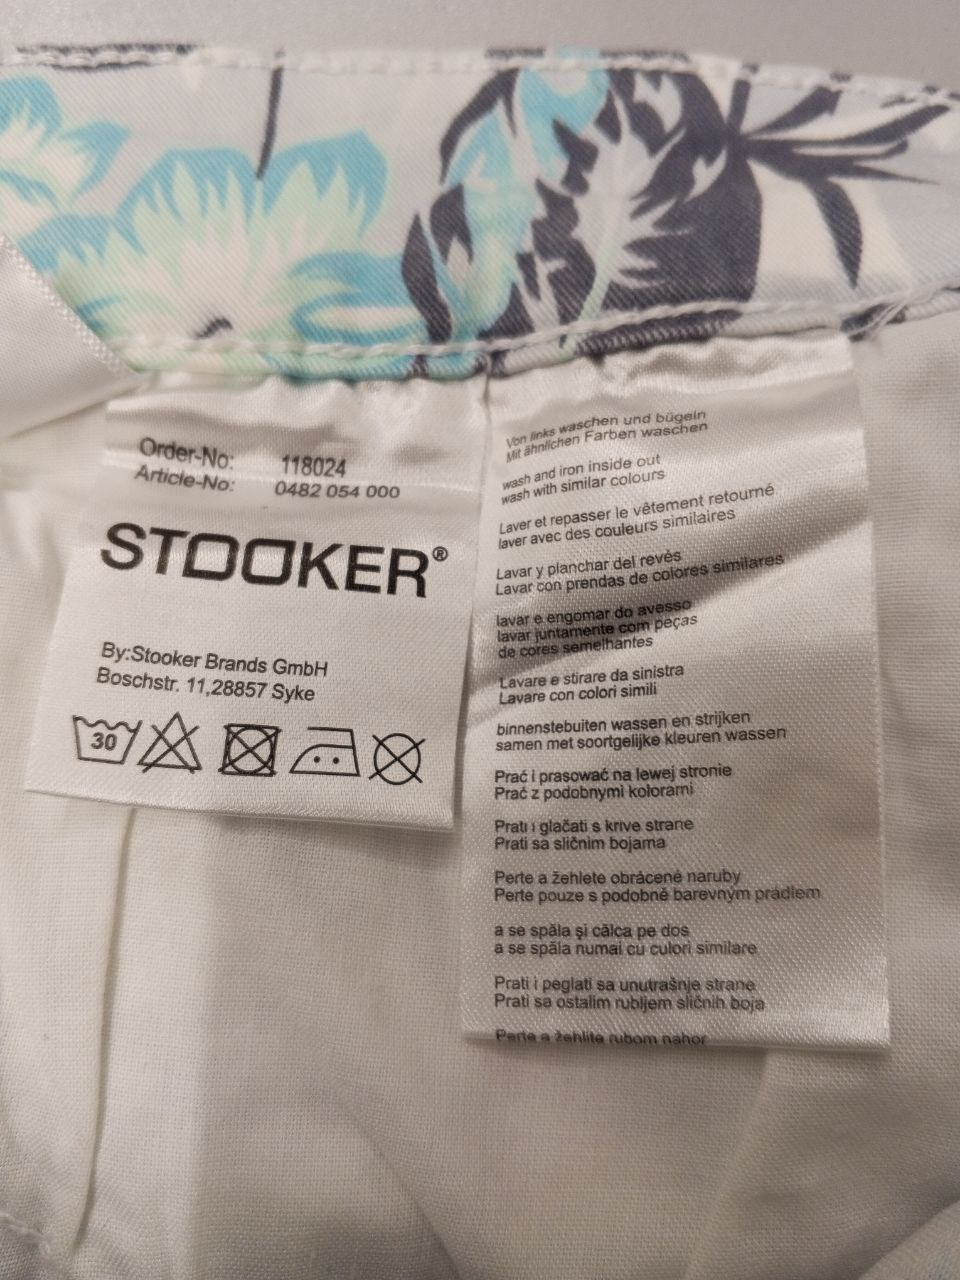 Order-No: 118024
Article-No: 0482 054 000
STOOKER®
By:Stooker Brands GmbH
Boschstr. 11,28857 Syke
30
Von links waschen und bügeln
Mit ähnlichen Farben waschen
wash and iron inside out
wash with similar colours
Laver et repasser le vêtement retourné
laver avec des couleurs similaires
Lavar y planchar del revés
Lavar con prendas de colores similares
lavar e engomar do avesso
lavar juntamente com peças
de cores semelhantes
Lavare e stirare da sinistra
Lavare con colori simili
binnenstebuiten wassen en strijken
samen met soortgelijke kleuren wassen
Prać i prasować na lewej stronie
Prać z podobnymi kolorami
Prati i glačati s krive strane
Prati sa sličnim bojama
Perte a žehlete obráceně naruby
Perte pouze s podobně barevným prádlem
a se spăla şi călca pe dos
a se spăla numai cu culori similare
Prati i peglati sa unutrašnje strane
Prati sa ostalim rubljem sličnih boja
Perte a žehlite rubom nahor